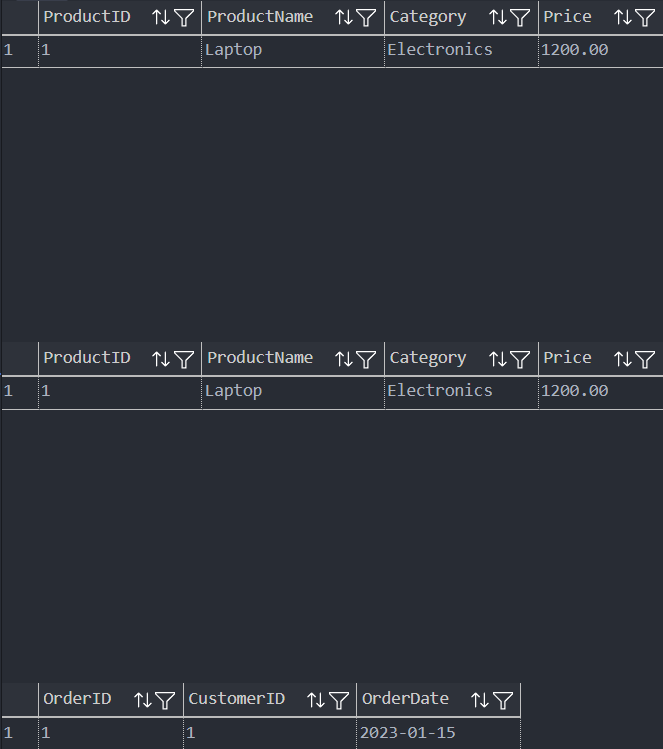 ProductID ProductName Category Price
1 1 Laptop Electronics 1200.00
ProductID ProductName Category Price
1 1 Laptop Electronics 1200.00
OrderID CustomerID OrderDate
1 1 1 2023-01-15